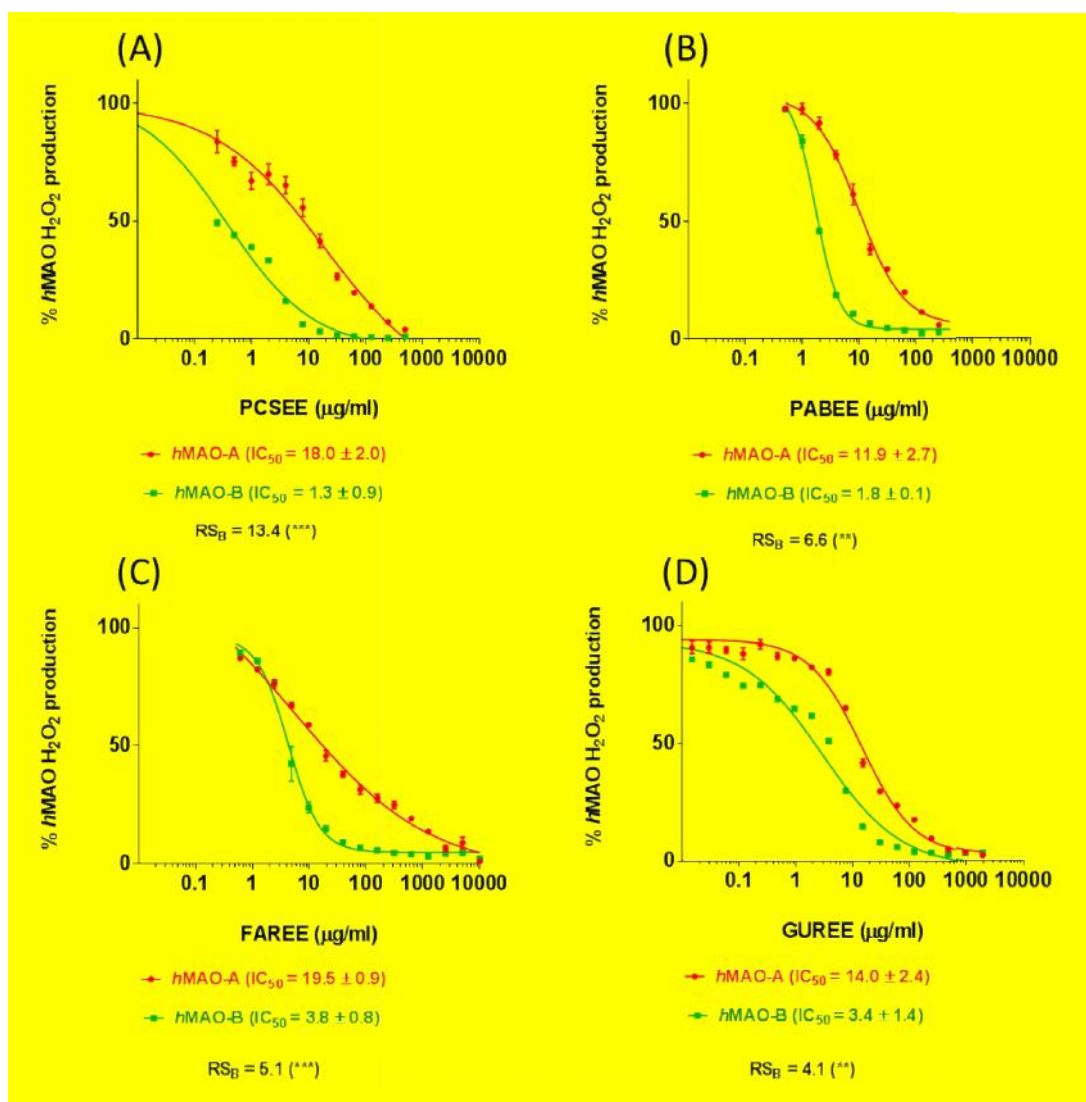 (A)
% hMAO H₂O₂ production
100
50
0
0.1 1 10 100 1000 10000
PCSEE (µg/ml)
hMAO-A (IC₅₀ = 18.0 ± 2.0)
hMAO-B (IC₅₀ = 1.3 ± 0.9)
RS_B = 13.4 (***)
(B)
% hMAO H₂O₂ production
100
50
0
0.1 1 10 100 1000 10000
PABEE (µg/ml)
hMAO-A (IC₅₀ = 11.9 ± 2.7)
hMAO-B (IC₅₀ = 1.8 ± 0.1)
RS_B = 6.6 (**)
(C)
% hMAO H₂O₂ production
100
50
0
0.1 1 10 100 1000 10000
FAREE (µg/ml)
hMAO-A (IC₅₀ = 19.5 ± 0.9)
hMAO-B (IC₅₀ = 3.8 ± 0.8)
RS_B = 5.1 (***)
(D)
% hMAO H₂O₂ production
100
50
0
0.1 1 10 100 1000 10000
GUREE (µg/ml)
hMAO-A (IC₅₀ = 14.0 ± 2.4)
hMAO-B (IC₅₀ = 3.4 ± 1.4)
RS_B = 4.1 (**)